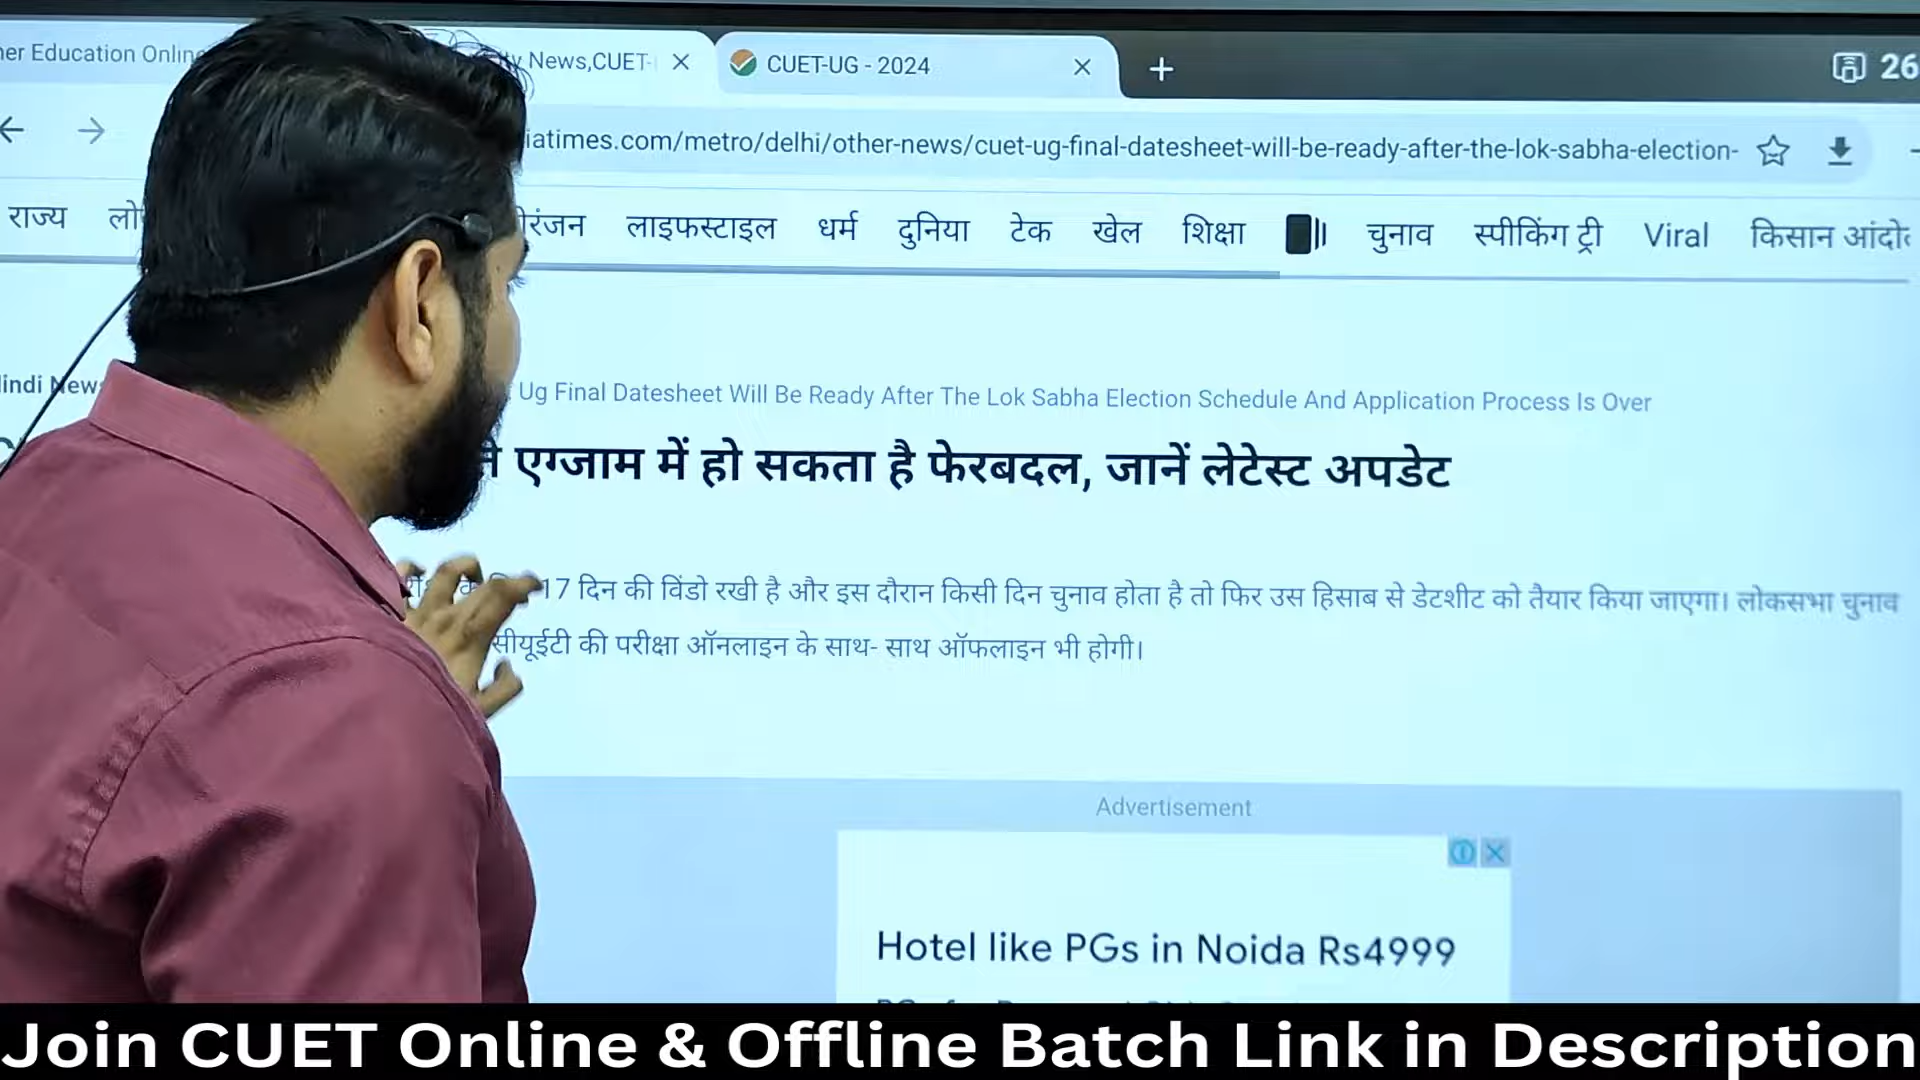 her Education Online
News,CUET-
CUET-UG - 2024
26
iatimes.com/metro/delhi/other-news/cuet-ug-final-datesheet-will-be-ready-after-the-lok-sabha-election-
राज्य लो रंजन लाइफस्टाइल धर्म दुनिया टेक खेल शिक्षा चुनाव स्पीकिंग ट्री Viral किसान आंदो
indi News Ug Final Datesheet Will Be Ready After The Lok Sabha Election Schedule And Application Process Is Over
एग्जाम में हो सकता है फेरबदल, जानें लेटेस्ट अपडेट
17 दिन की विंडो रखी है और इस दौरान किसी दिन चुनाव होता है तो फिर उस हिसाब से डेटशीट को तैयार किया जाएगा। लोकसभा चुनाव
सीयूईटी की परीक्षा ऑनलाइन के साथ- साथ ऑफलाइन भी होगी।
Advertisement
Hotel like PGs in Noida Rs4999
Join CUET Online & Offline Batch Link in Description